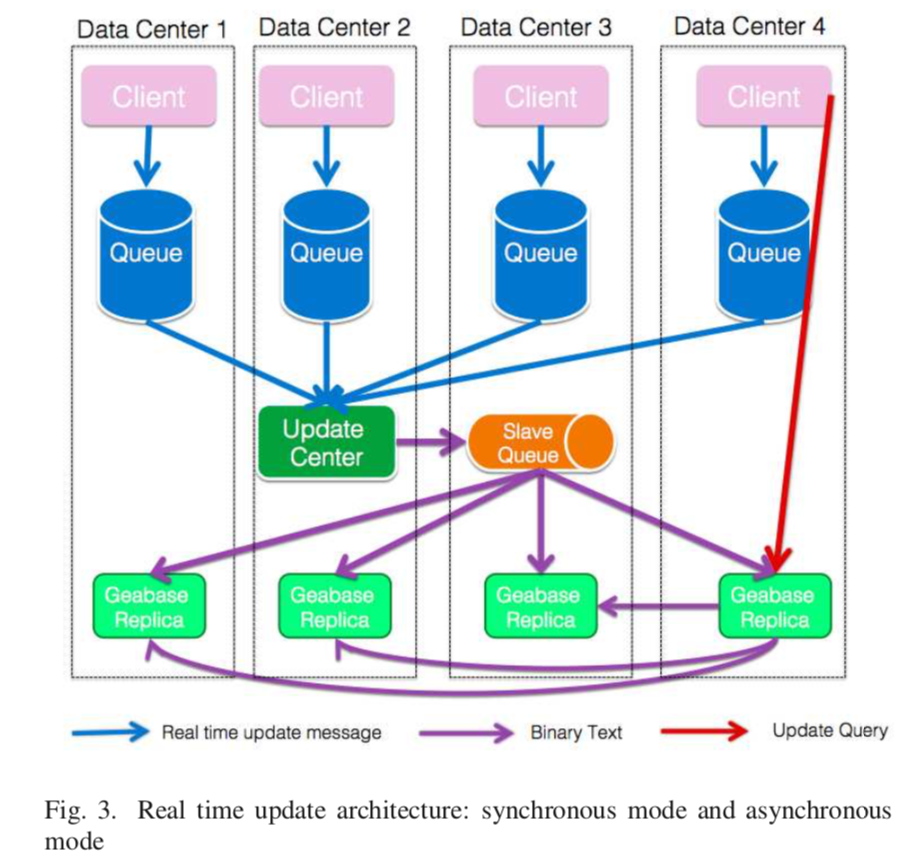 Data Center 1
Data Center 2
Data Center 3
Data Center 4
Client
Client
Client
Client
Queue
Queue
Queue
Queue
Update
Center
Slave
Queue
Geabase
Replica
Geabase
Replica
Geabase
Replica
Geabase
Replica
Real time update message
Binary Text
Update Query
Fig. 3. Real time update architecture: synchronous mode and asynchronous
mode